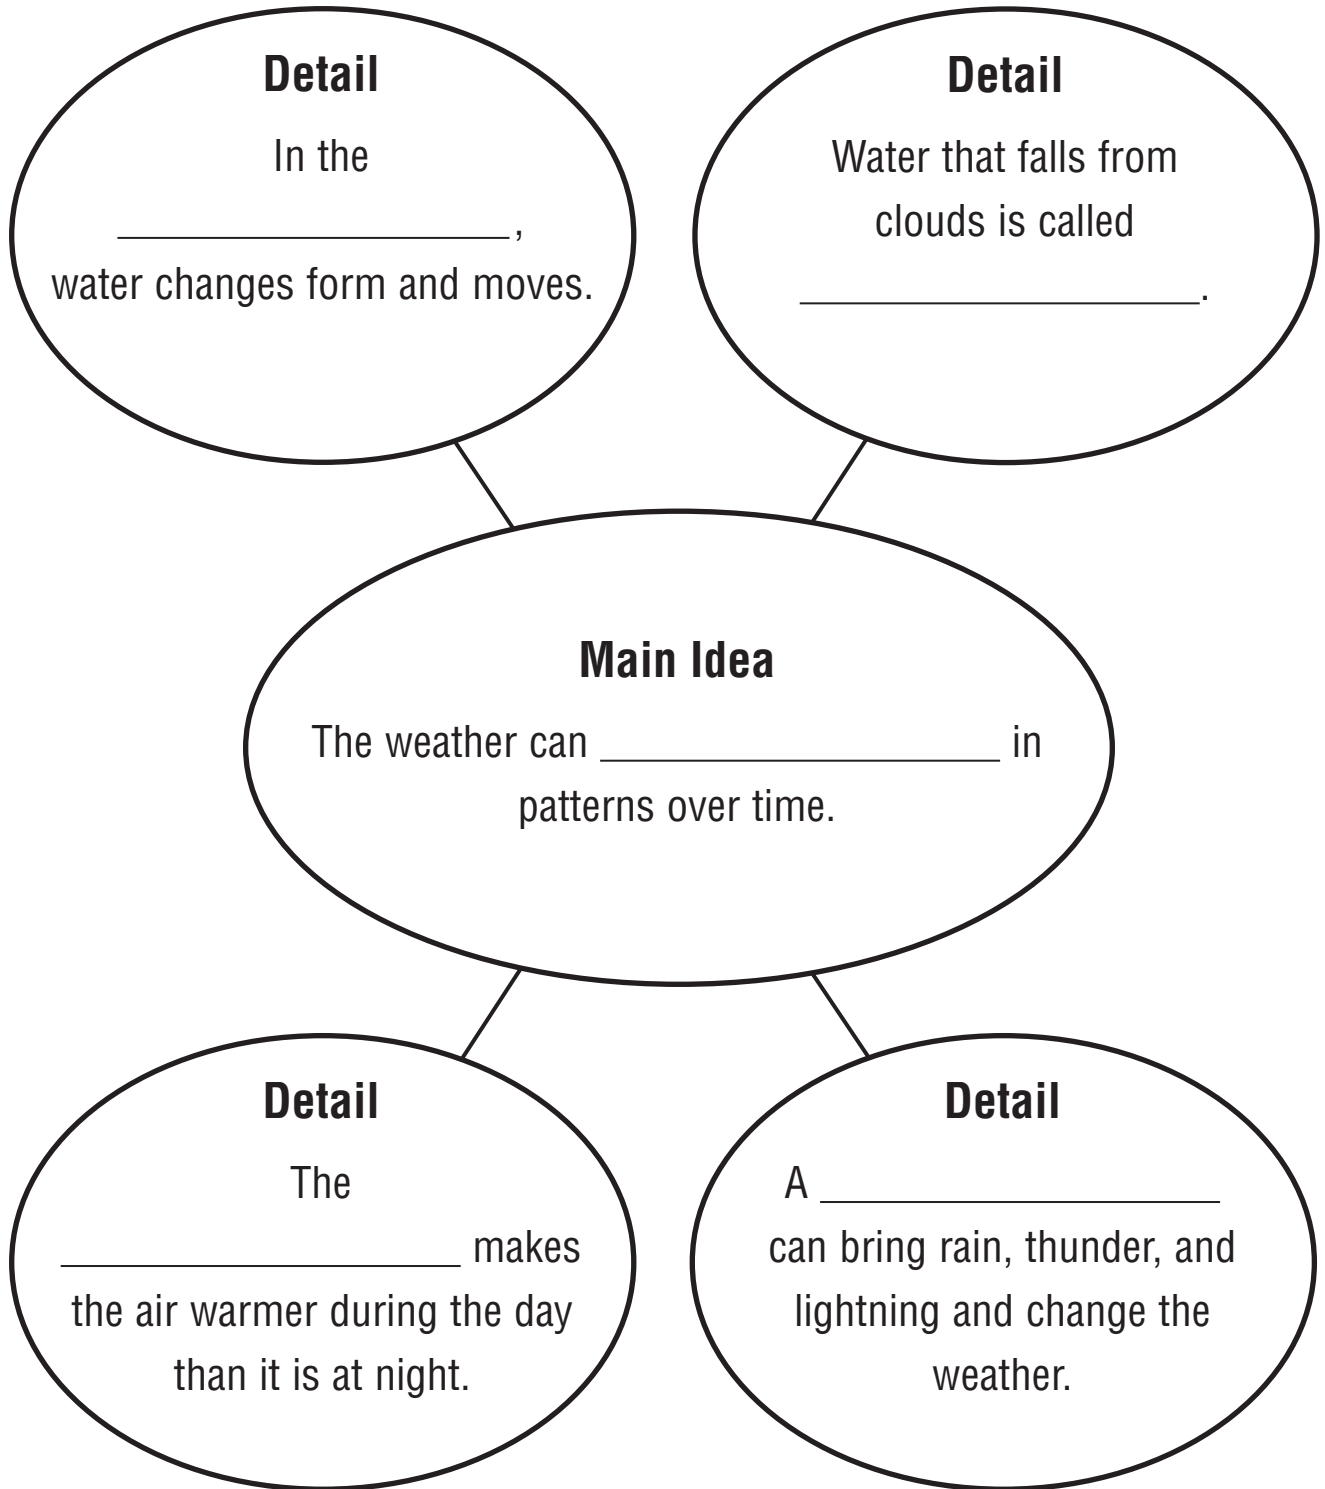 Detail
In the
____________________,
water changes form and moves.
Detail
Water that falls from
clouds is called
____________________.
Main Idea
The weather can ____________________ in
patterns over time.
Detail
The
____________________ makes
the air warmer during the day
than it is at night.
Detail
A ____________________
can bring rain, thunder, and
lightning and change the
weather.